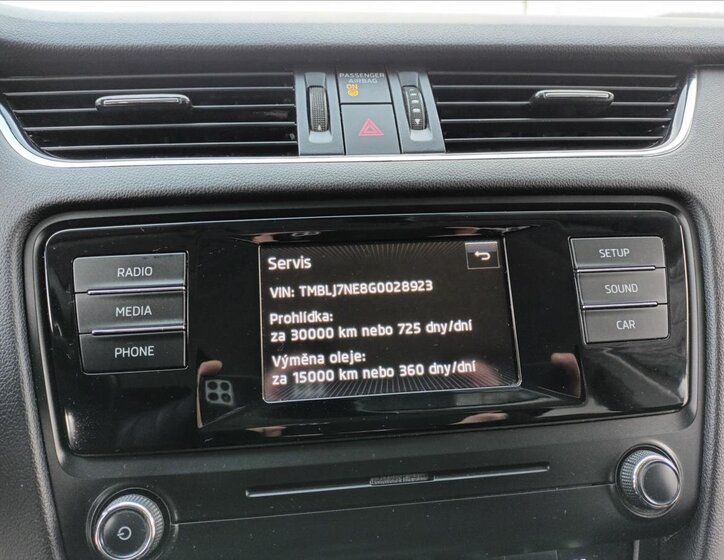 PASSENGER
AIRBAG
ON
RADIO
MEDIA
PHONE
Servis
VIN: TMBLJ7NE8G0028923
Prohlídka:
za 30000 km nebo 725 dny/dní
Výměna oleje:
za 15000 km nebo 360 dny/dní
SETUP
SOUND
CAR